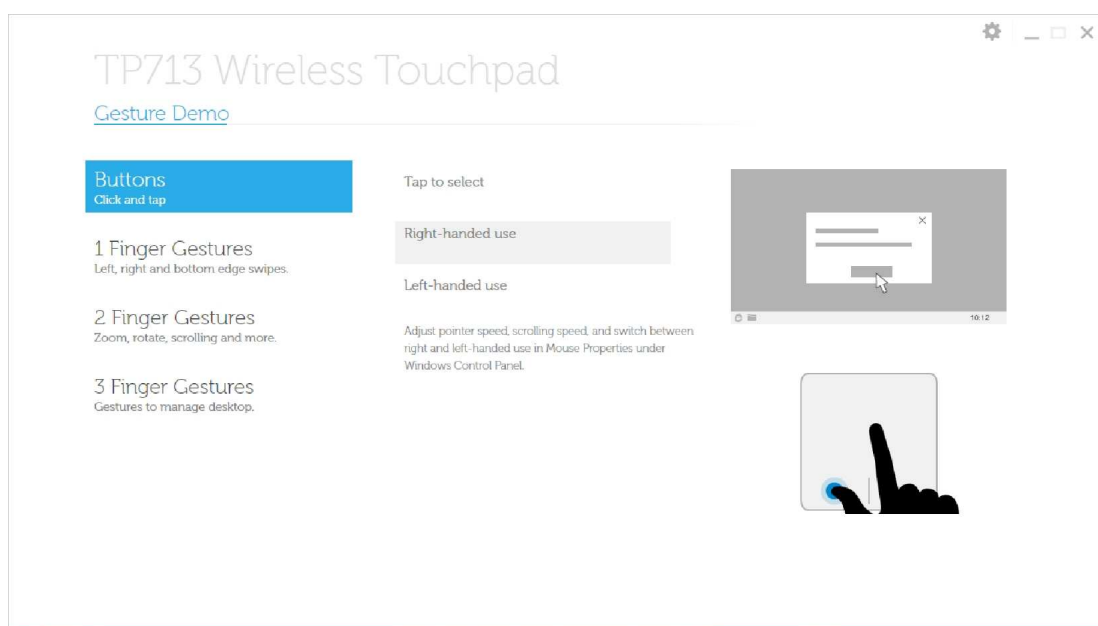 TP713 Wireless Touchpad
Gesture Demo
Buttons
Click and tap
1 Finger Gestures
Left, right and bottom edge swipes.
2 Finger Gestures
Zoom, rotate, scrolling and more.
3 Finger Gestures
Gestures to manage desktop.
Tap to select
Right-handed use
Left-handed use
Adjust pointer speed, scrolling speed, and switch between
right and left-handed use in Mouse Properties under
Windows Control Panel.
10:12